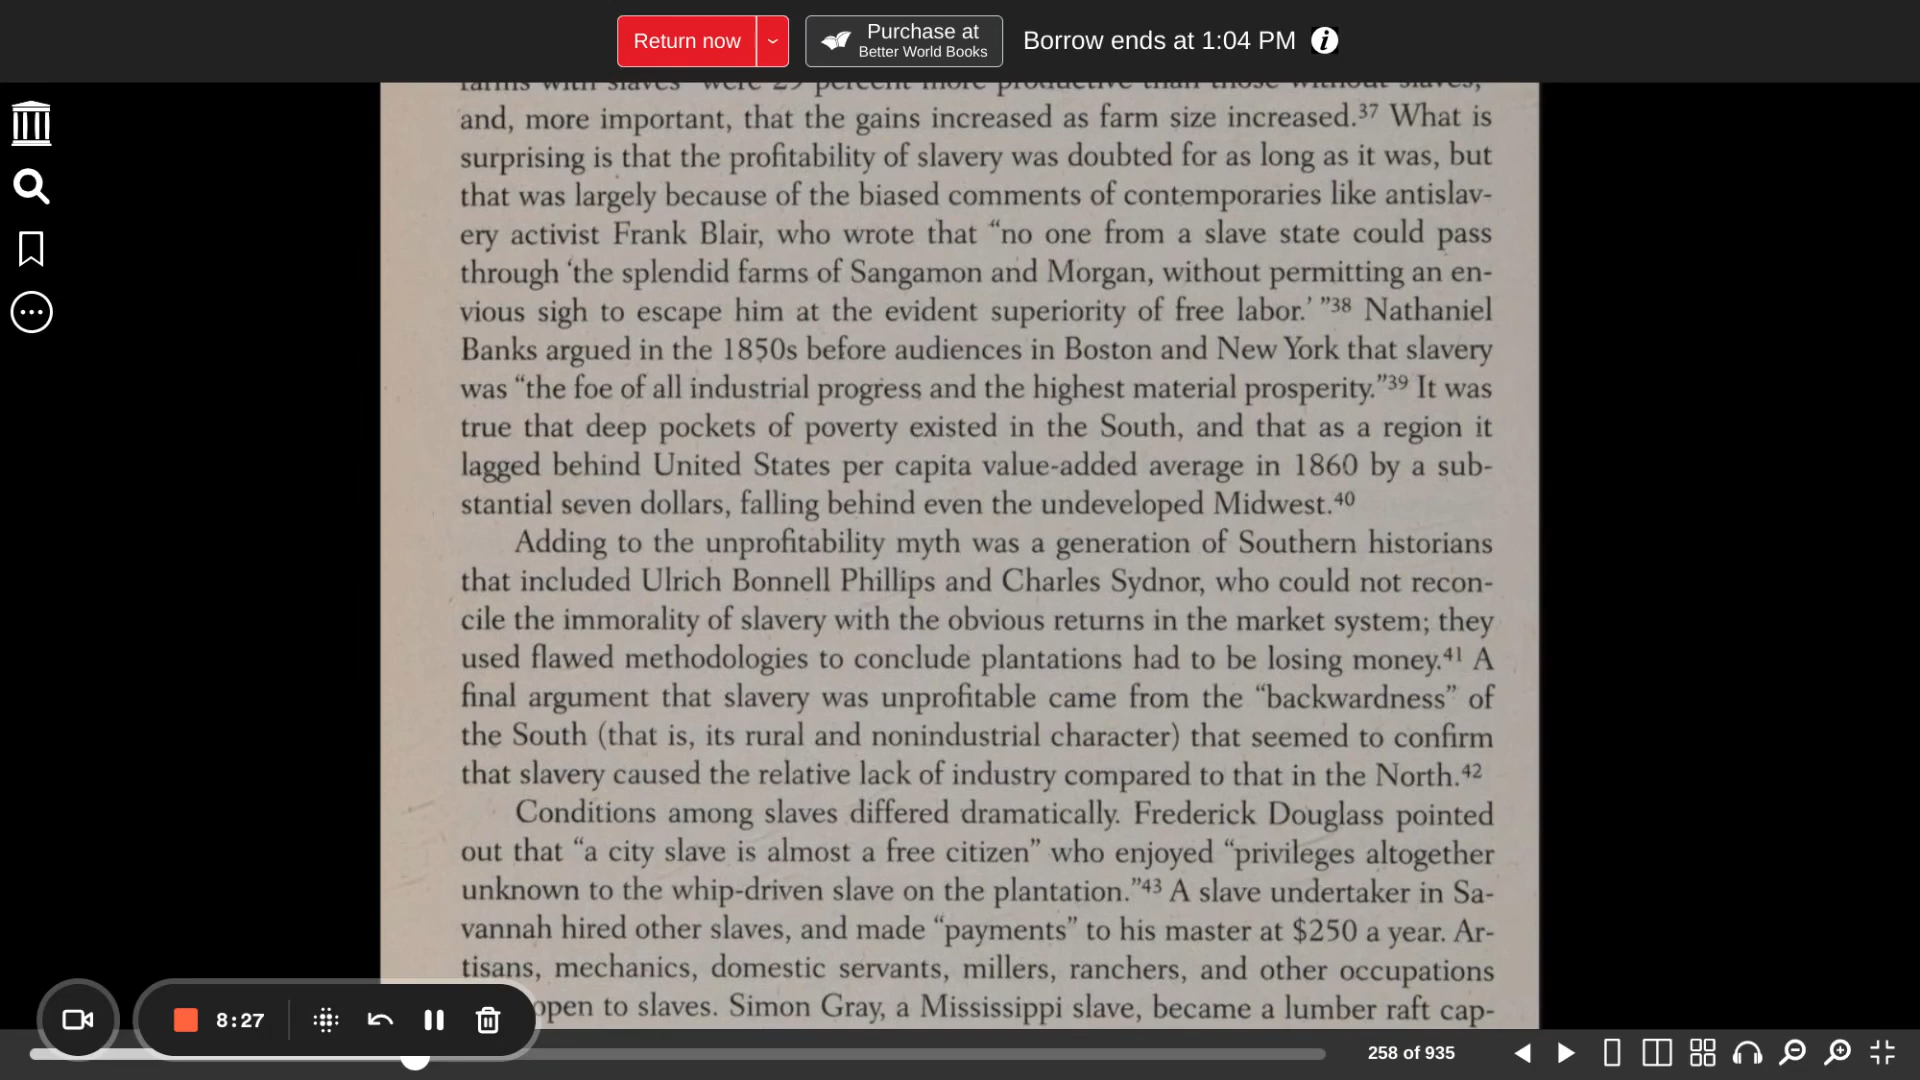 Return now
Purchase at
Better World Books
Borrow ends at 1:04 PM
farms with slaves were 29 percent more productive than those without slaves,
and, more important, that the gains increased as farm size increased.37 What is
surprising is that the profitability of slavery was doubted for as long as it was, but
that was largely because of the biased comments of contemporaries like antislav-
ery activist Frank Blair, who wrote that “no one from a slave state could pass
through ‘the splendid farms of Sangamon and Morgan, without permitting an en-
vious sigh to escape him at the evident superiority of free labor.’ ”38 Nathaniel
Banks argued in the 1850s before audiences in Boston and New York that slavery
was “the foe of all industrial progress and the highest material prosperity.”39 It was
true that deep pockets of poverty existed in the South, and that as a region it
lagged behind United States per capita value-added average in 1860 by a sub-
stantial seven dollars, falling behind even the undeveloped Midwest.40
Adding to the unprofitability myth was a generation of Southern historians
that included Ulrich Bonnell Phillips and Charles Sydnor, who could not recon-
cile the immorality of slavery with the obvious returns in the market system; they
used flawed methodologies to conclude plantations had to be losing money.41 A
final argument that slavery was unprofitable came from the “backwardness” of
the South (that is, its rural and nonindustrial character) that seemed to confirm
that slavery caused the relative lack of industry compared to that in the North.42
Conditions among slaves differed dramatically. Frederick Douglass pointed
out that “a city slave is almost a free citizen” who enjoyed “privileges altogether
unknown to the whip-driven slave on the plantation.”43 A slave undertaker in Sa-
vannah hired other slaves, and made “payments” to his master at $250 a year. Ar-
tisans, mechanics, domestic servants, millers, ranchers, and other occupations
open to slaves. Simon Gray, a Mississippi slave, became a lumber raft cap-
8:27
258 of 935